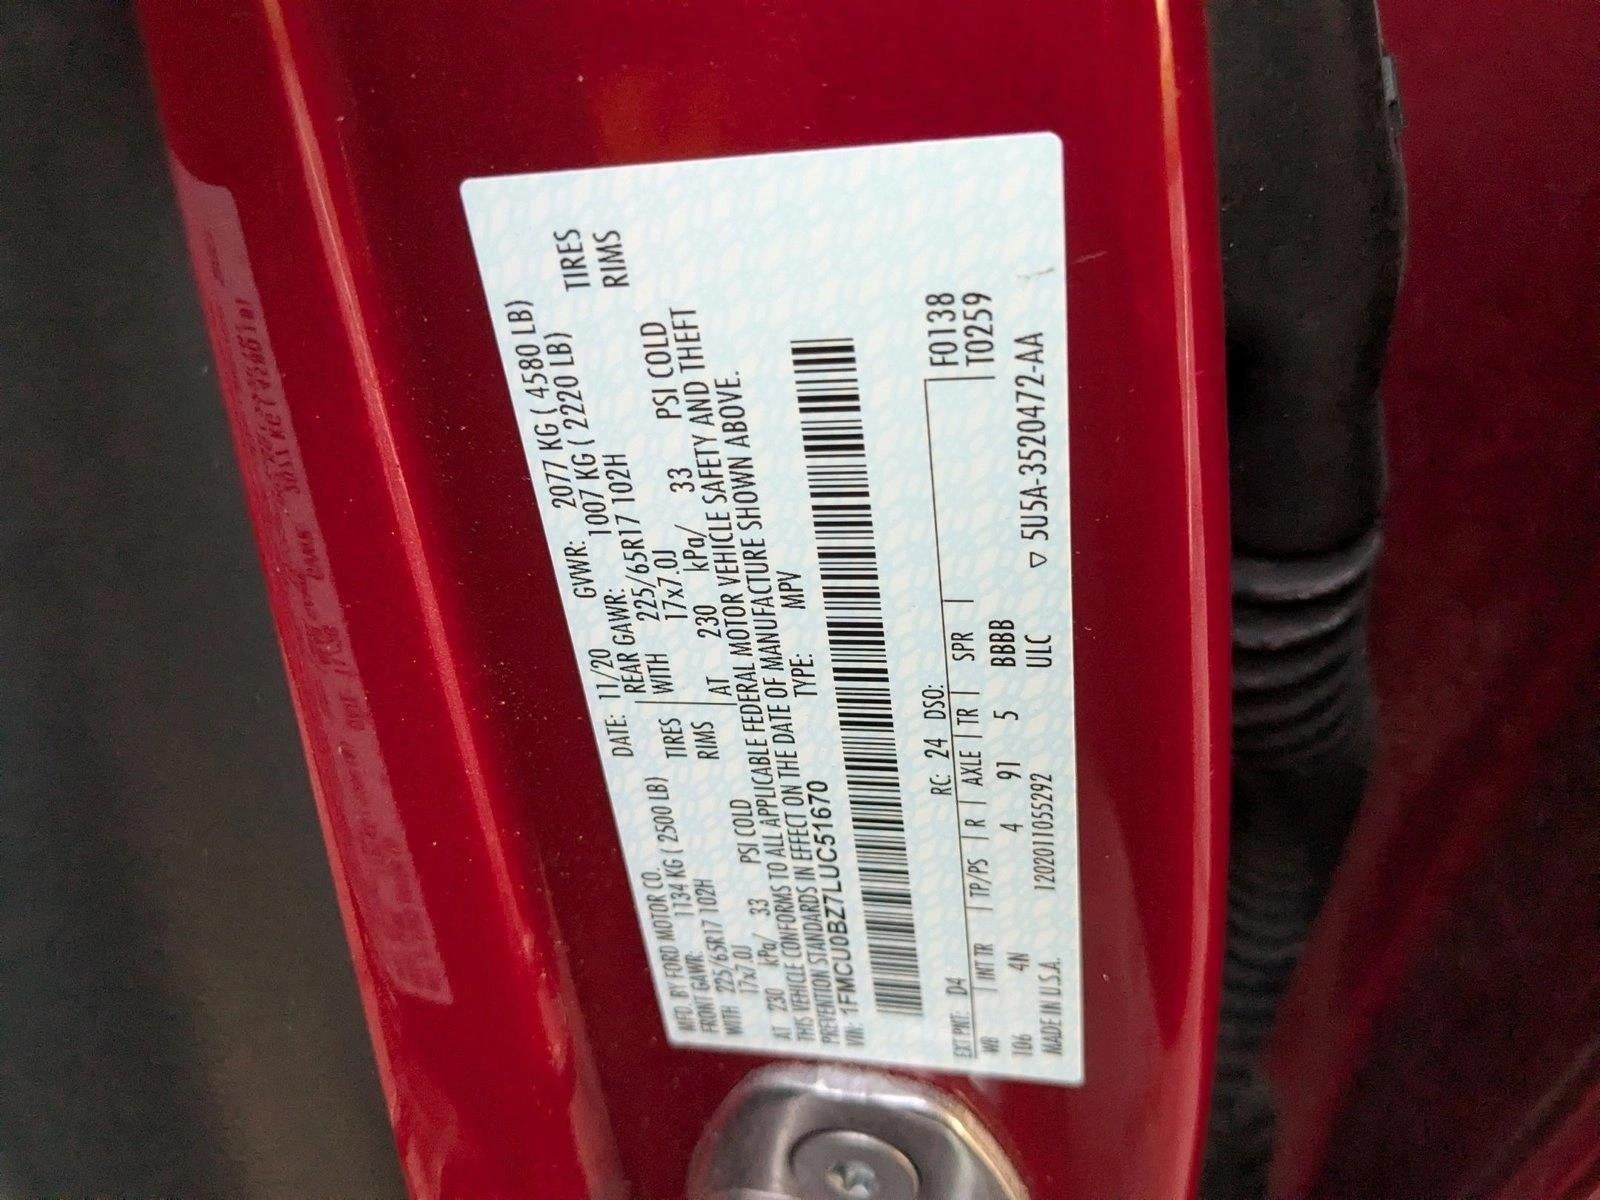 MFD. BY FORD MOTOR CO. DATE: 11/20 GVWR: 2077 KG ( 4580 LB)
FRONT GAWR: 1134 KG ( 2500 LB) REAR GAWR: 1007 KG ( 2220 LB)
WITH 225/65R17 102H TIRES WITH 225/65R17 102H TIRES
17x7.0J RIMS 17x7.0J RIMS
AT 230 kPa/ 33 PSI COLD AT 230 kPa/ 33 PSI COLD
THIS VEHICLE CONFORMS TO ALL APPLICABLE FEDERAL MOTOR VEHICLE SAFETY AND THEFT
PREVENTION STANDARDS IN EFFECT ON THE DATE OF MANUFACTURE SHOWN ABOVE.
VIN: 1FMCU0BZ7LUC51670 TYPE: MPV
F0138
T0259
EXT PNT: D4 RC: 24 DSO:
WB INT TR TP/PS R AXLE TR SPR
106 4N 4 91 5 BBBB
MADE IN U.S.A. 120201105 5292 ULC ▽ 5U5A-3520472-AA